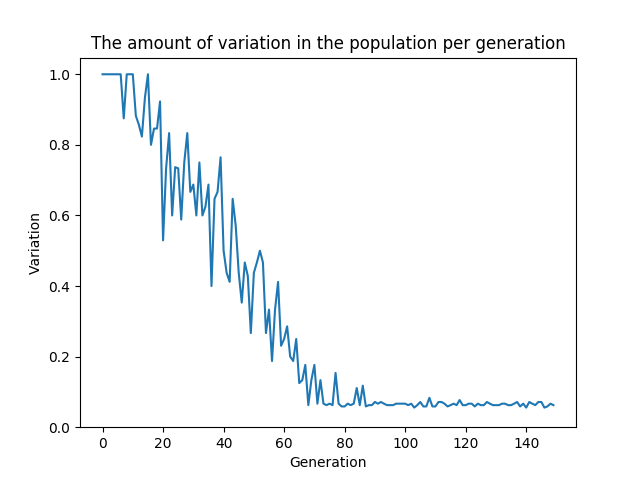 The amount of variation in the population per generation
1.0
0.8
0.6
0.4
0.2
0.0
Variation
0 20 40 60 80 100 120 140
Generation